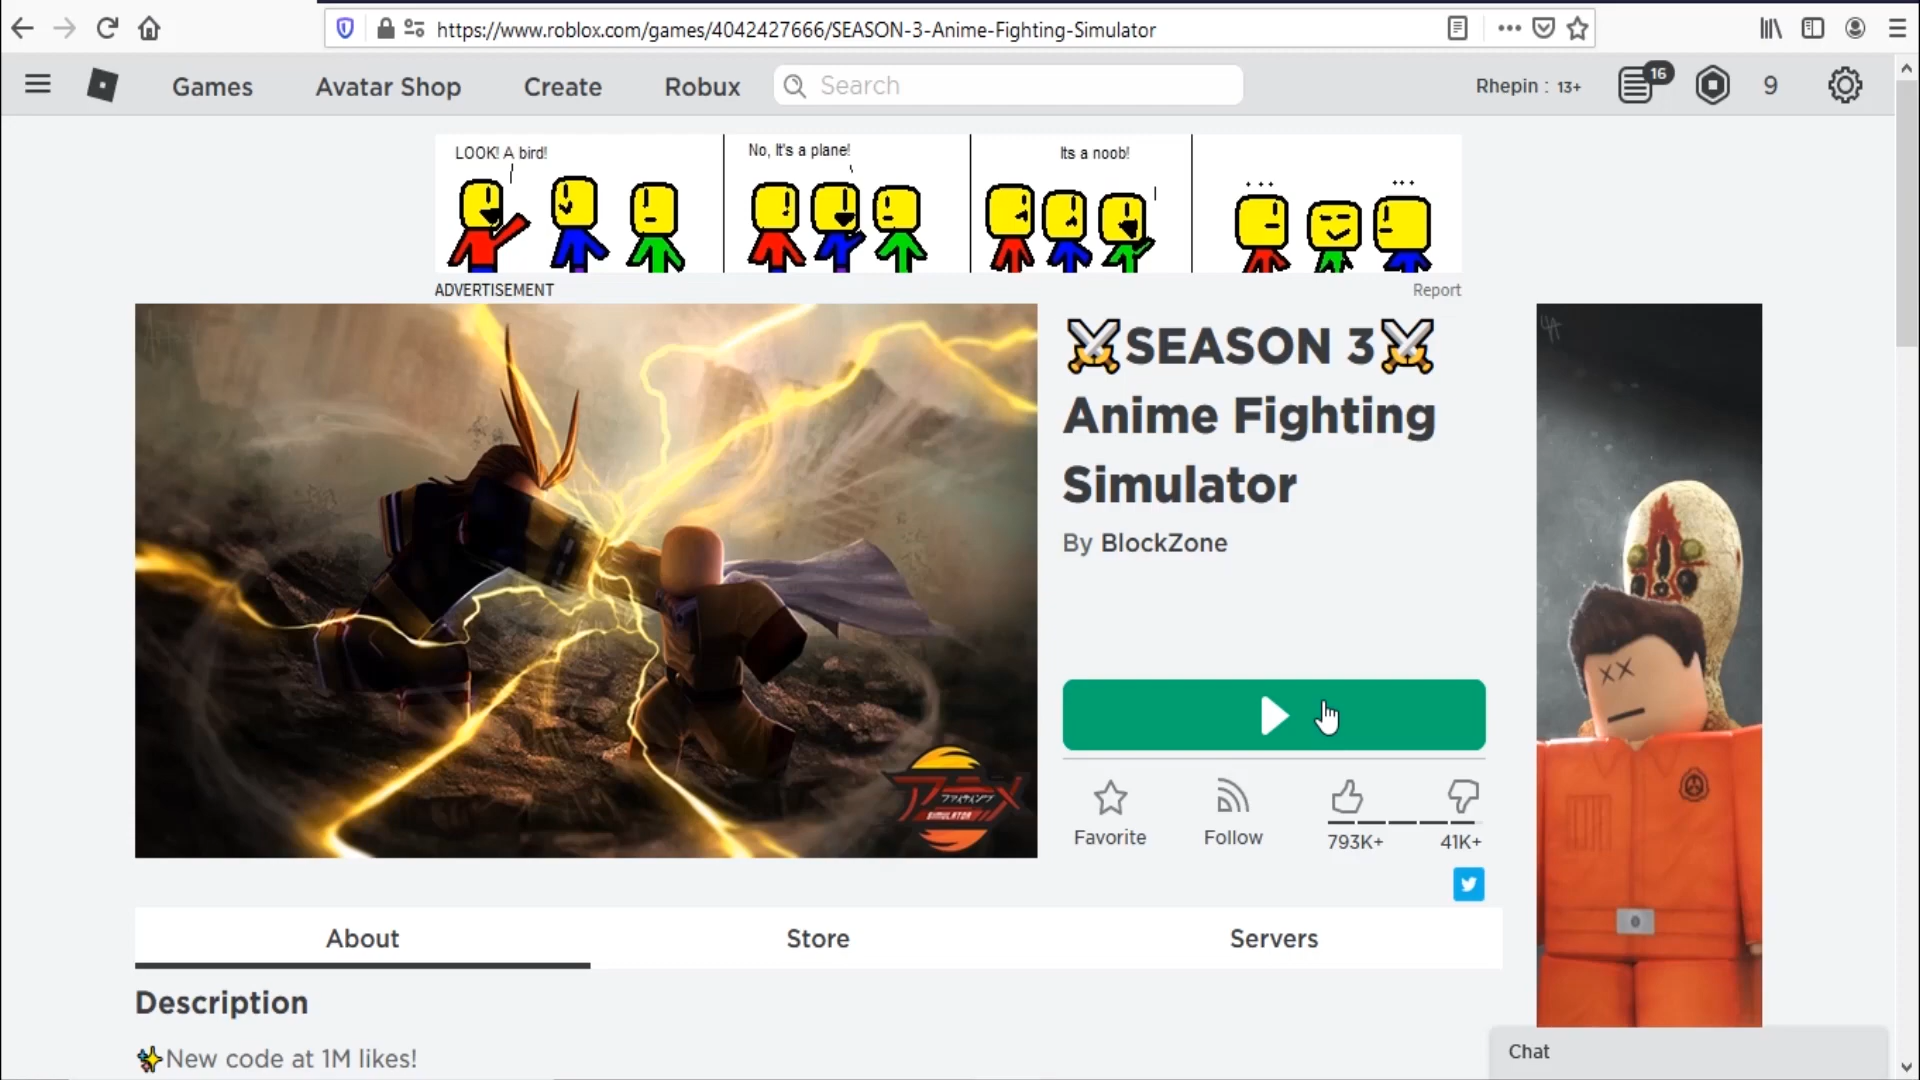 https://www.roblox.com/games/4042427666/SEASON-3-Anime-Fighting-Simulator
Games
Avatar Shop
Create
Robux
Search
Rhepin : 13+
16
9
LOOK! A bird!
No, It's a plane!
Its a noob!
...
...
ADVERTISEMENT
Report
⚔️SEASON 3⚔️
Anime Fighting
Simulator
By BlockZone
Favorite
Follow
793K+
41K+
SIMULATOR
About
Store
Servers
Description
✨New code at 1M likes!
Chat